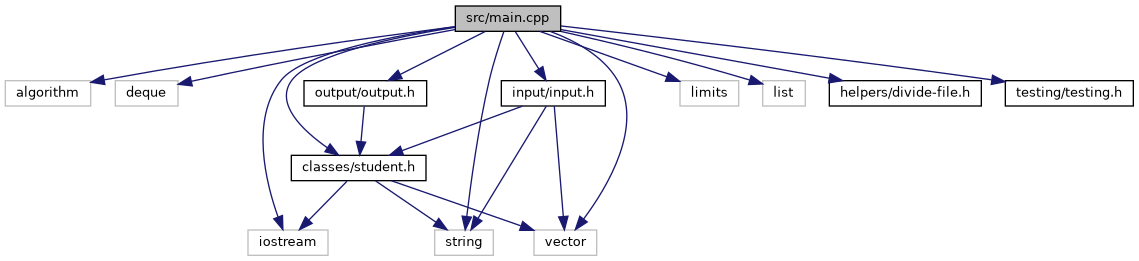 src/main.cpp
algorithm
deque
output/output.h
input/input.h
limits
list
helpers/divide-file.h
testing/testing.h
classes/student.h
iostream
string
vector